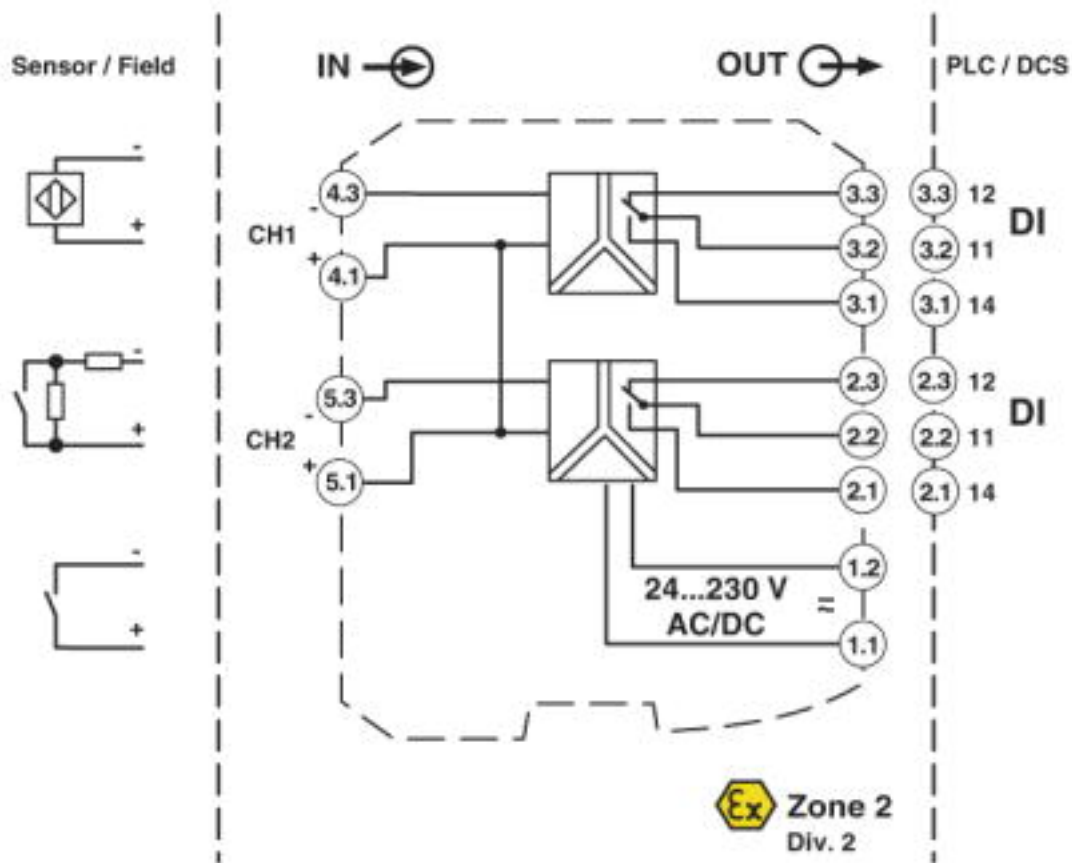 Sensor / Field
IN
OUT
PLC / DCS
-
+
CH1
-
+
4.3
4.1
3.3
3.2
3.1
3.3 12
3.2 11
3.1 14
DI
-
+
CH2
-
+
5.3
5.1
2.3
2.2
2.1
2.3 12
2.2 11
2.1 14
DI
-
+
24...230 V
AC/DC
1.2
1.1
Ex Zone 2
Div. 2